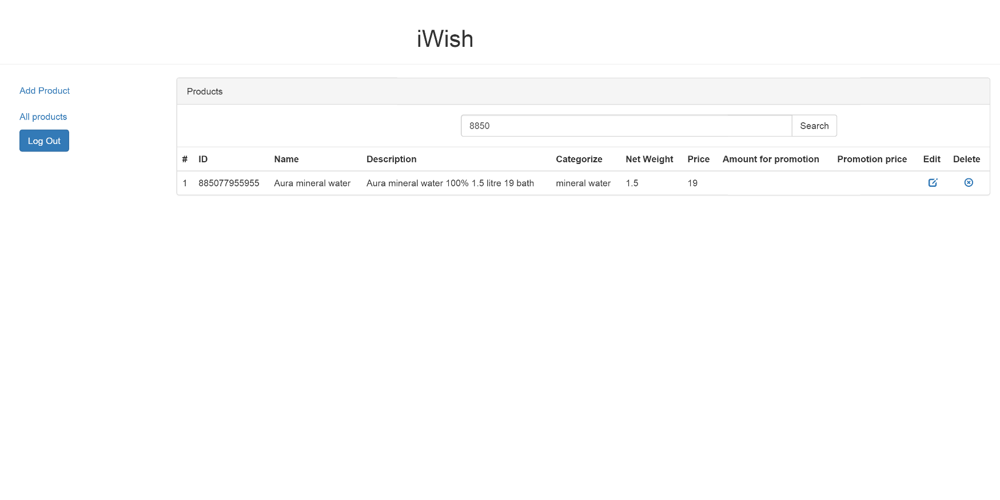 iWish
Add Product
All products
Log Out
Products
8850 Search
# ID Name Description Categorize Net Weight Price Amount for promotion Promotion price Edit Delete
1 885077955955 Aura mineral water Aura mineral water 100% 1.5 litre 19 bath mineral water 1.5 19